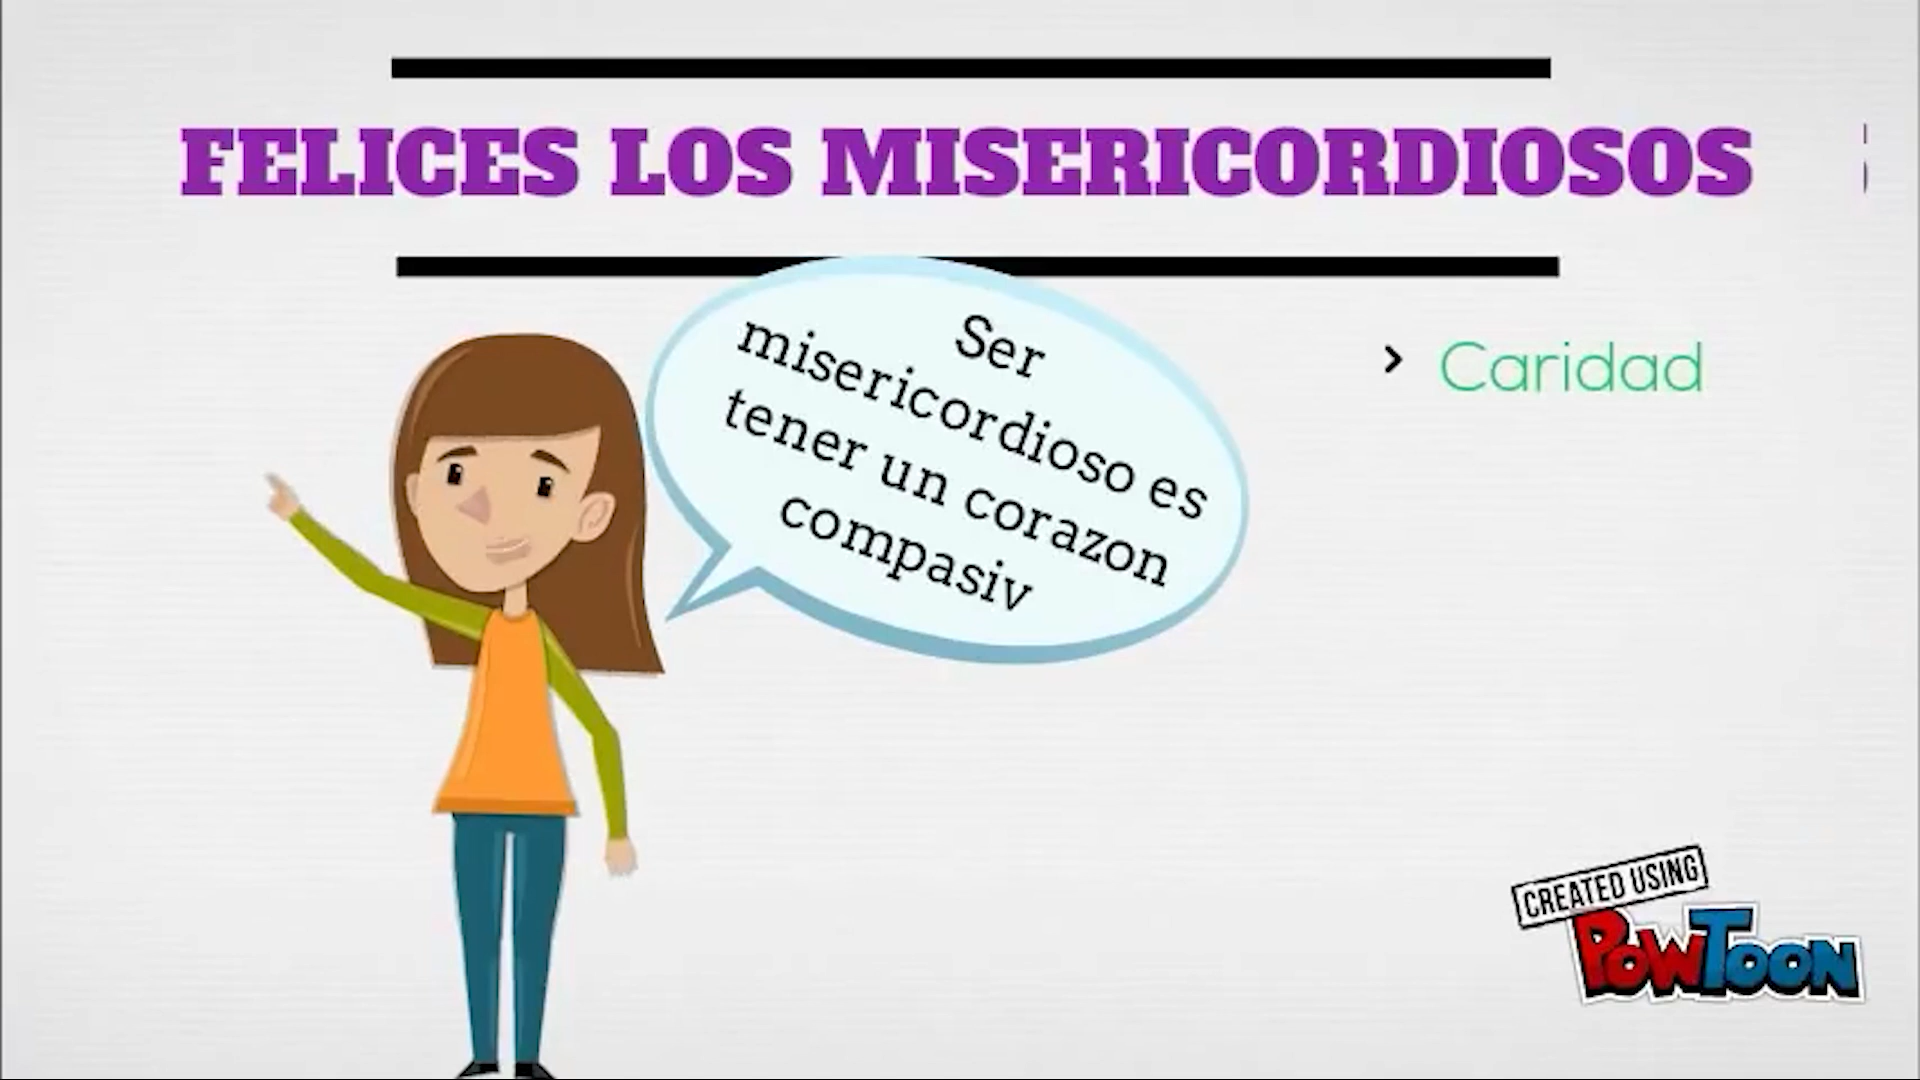 FELICES LOS MISERICORDIOSOS
Ser
misericordioso es
tener un corazon
compasiv
› Caridad
CREATED USING
POWTOON